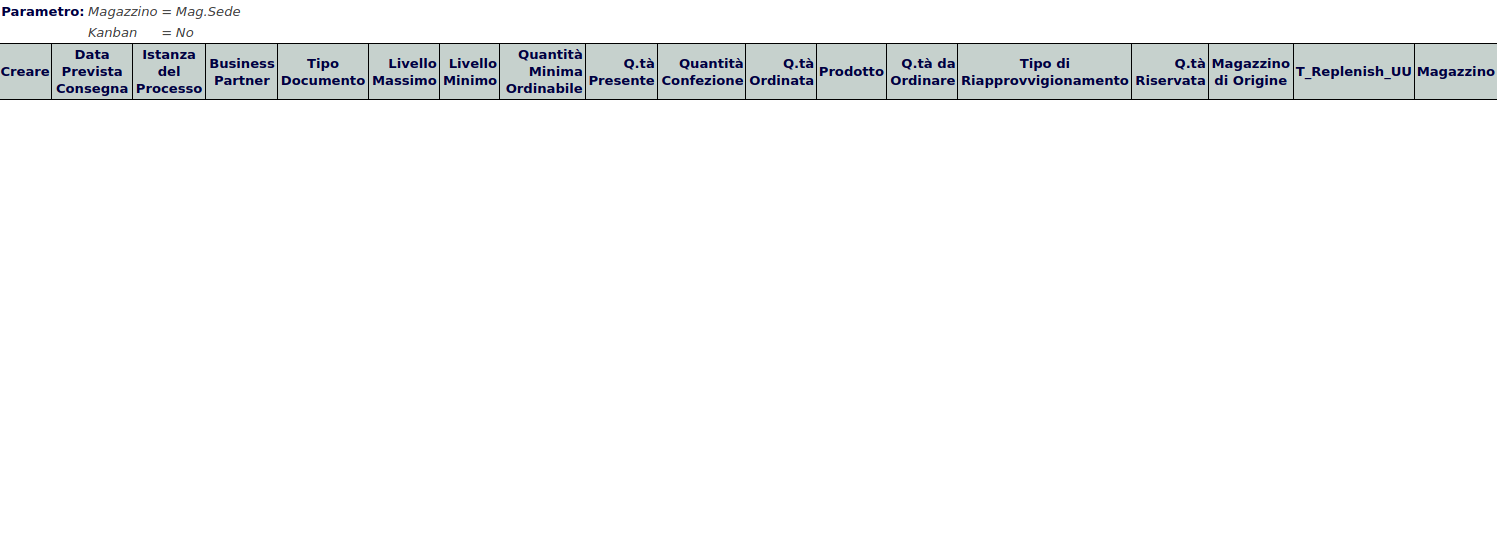 Parametro: Magazzino = Mag.Sede
Kanban = No
Creare
Data
Prevista
Consegna
Istanza
del
Processo
Business
Partner
Tipo
Documento
Livello
Massimo
Livello
Minimo
Quantità
Minima
Ordinabile
Q.tà
Presente
Quantità
Confezione
Q.tà
Ordinata
Prodotto
Q.tà da
Ordinare
Tipo di
Riapprovvigionamento
Q.tà
Riservata
Magazzino
di Origine
T_Replenish_UU
Magazzino